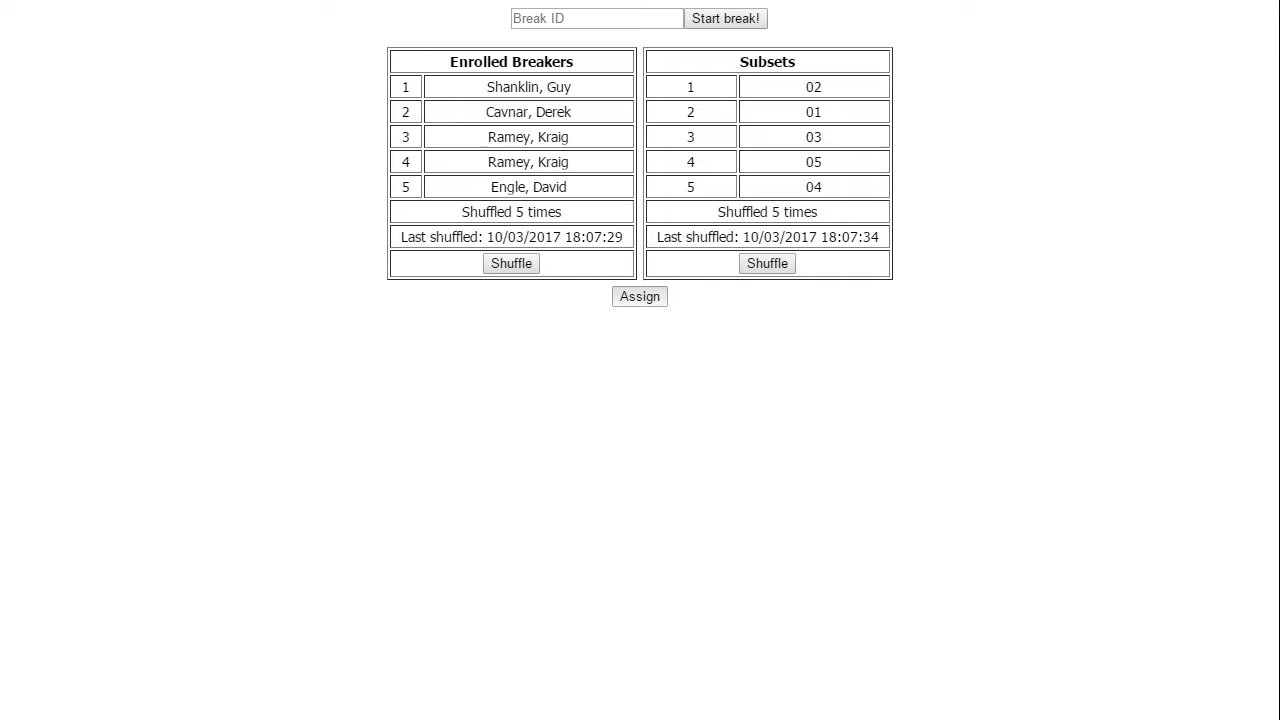 Break ID Start break!
Enrolled Breakers
1 Shanklin, Guy
2 Cavnar, Derek
3 Ramey, Kraig
4 Ramey, Kraig
5 Engle, David
Shuffled 5 times
Last shuffled: 10/03/2017 18:07:29
Shuffle
Subsets
1 02
2 01
3 03
4 05
5 04
Shuffled 5 times
Last shuffled: 10/03/2017 18:07:34
Shuffle
Assign